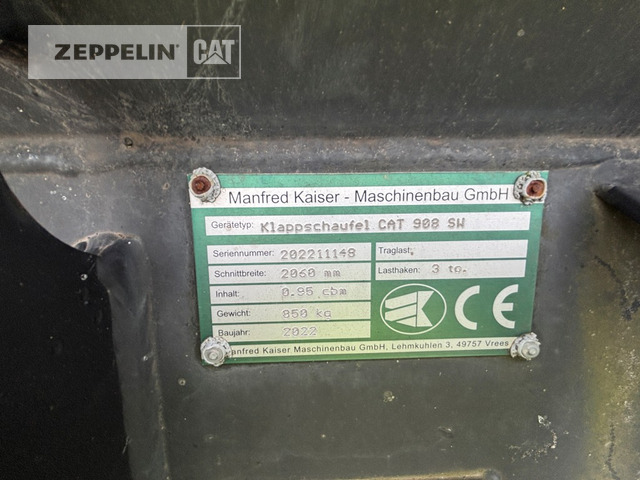 ZEPPELIN CAT
Manfred Kaiser - Maschinenbau GmbH
Gerätetyp: Klappschaufel CAT 908 SW
Seriennummer: 202211148
Traglast:
Schnittbreite: 2060 mm
Lasthaken: 3 to.
Inhalt: 0.95 cbm
Gewicht: 850 kg
Baujahr: 2022
K CE
Manfred Kaiser Maschinenbau GmbH, Lehmkuhlen 3, 49757 Vrees